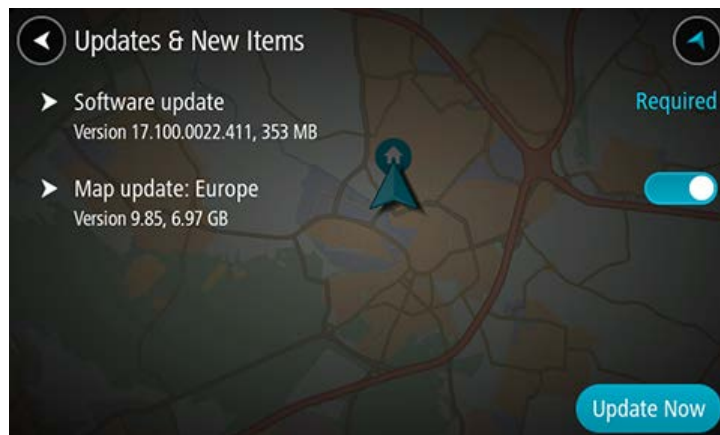 Updates & New Items
Software update
Required
Version 17.100.0022.411, 353 MB
Map update: Europe
Version 9.85, 6.97 GB
Update Now